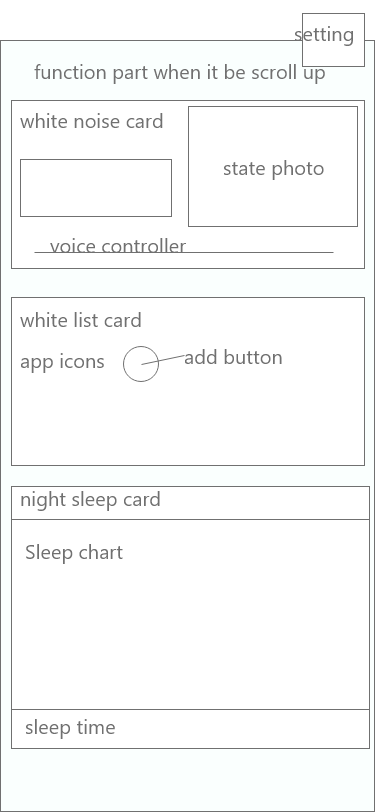 setting
function part when it be scroll up
white noise card
state photo
voice controller
white list card
app icons
add button
night sleep card
Sleep chart
sleep time